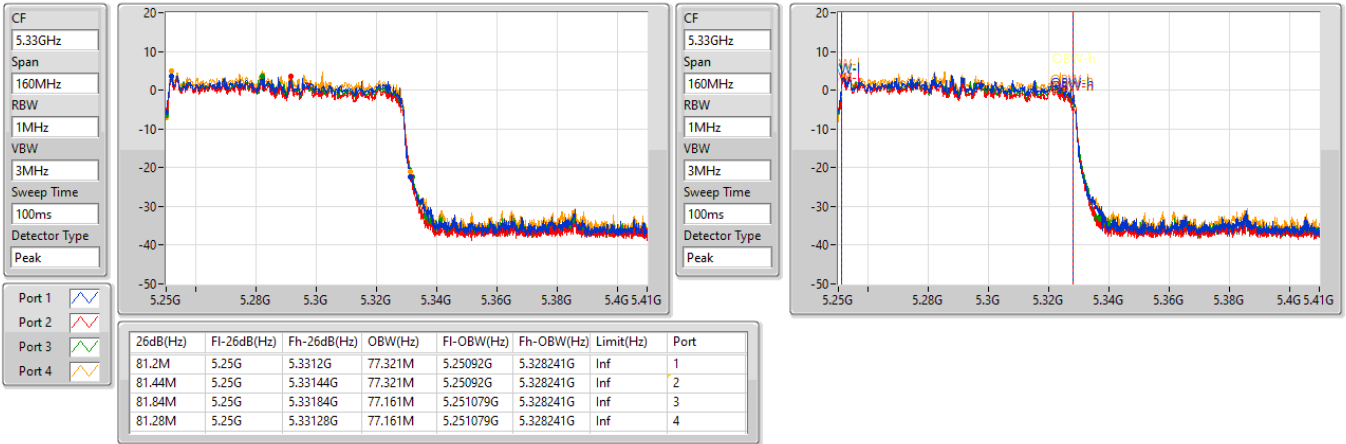 CF
5.33GHz
Span
160MHz
RBW
1MHz
VBW
3MHz
Sweep Time
100ms
Detector Type
Peak
20
10
0
-10
-20
-30
-40
-50
5.25G 5.28G 5.3G 5.32G 5.34G 5.36G 5.38G 5.4G 5.41G
CF
5.33GHz
Span
160MHz
RBW
1MHz
VBW
3MHz
Sweep Time
100ms
Detector Type
Peak
20
10
0
-10
-20
-30
-40
-50
OBW-h
OBW-h
5.25G 5.28G 5.3G 5.32G 5.34G 5.36G 5.38G 5.4G 5.41G
Port 1
Port 2
Port 3
Port 4
26dB(Hz) Fl-26dB(Hz) Fh-26dB(Hz) OBW(Hz) Fl-OBW(Hz) Fh-OBW(Hz) Limit(Hz) Port
81.2M 5.25G 5.3312G 77.321M 5.25092G 5.328241G Inf 1
81.44M 5.25G 5.33144G 77.321M 5.25092G 5.328241G Inf 2
81.84M 5.25G 5.33184G 77.161M 5.251079G 5.328241G Inf 3
81.28M 5.25G 5.33128G 77.161M 5.251079G 5.328241G Inf 4